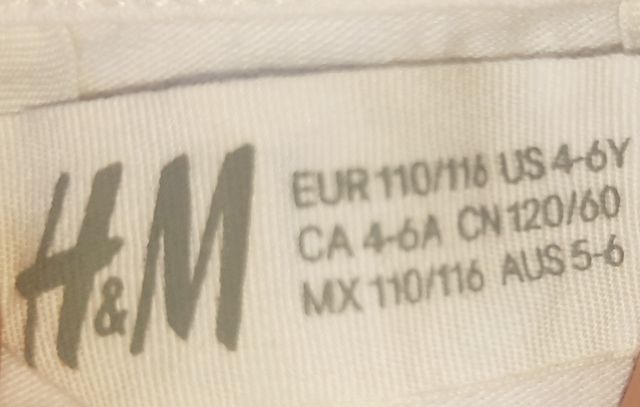 H&M
EUR 110/116 US 4-6Y
CA 4-6A CN 120/60
MX 110/116 AUS 5-6